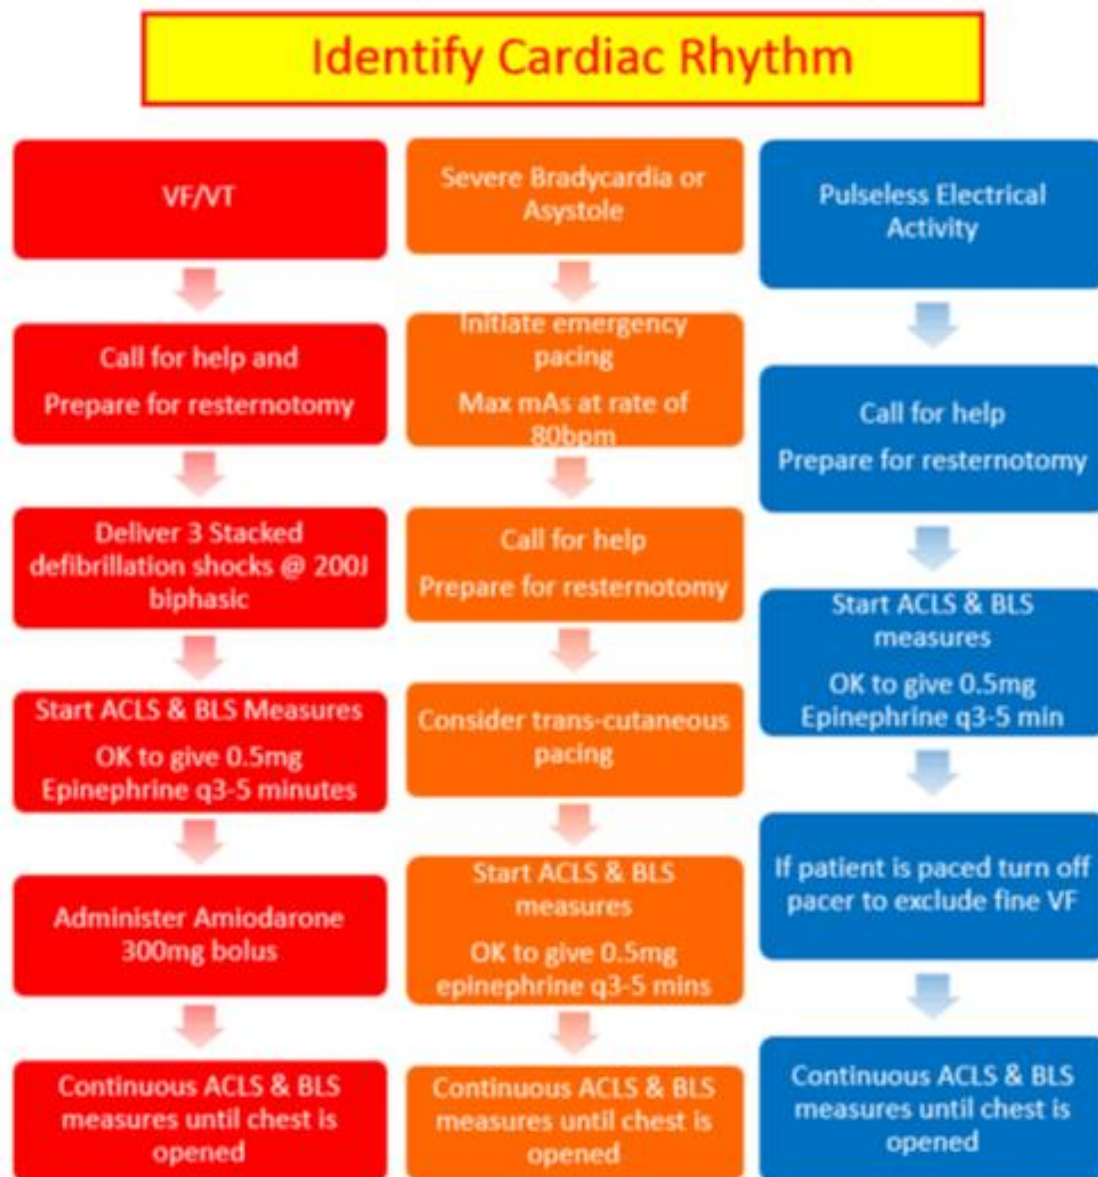 Identify Cardiac Rhythm
VF/VT
Call for help and
Prepare for resternotomy
Deliver 3 Stacked
defibrillation shocks @ 200J
biphasic
Start ACLS & BLS Measures
OK to give 0.5mg
Epinephrine q3-5 minutes
Administer Amiodarone
300mg bolus
Continuous ACLS & BLS
measures until chest is
opened
Severe Bradycardia or
Asystole
Initiate emergency
pacing
Max mAs at rate of
80bpm
Call for help
Prepare for resternotomy
Consider trans-cutaneous
pacing
Start ACLS & BLS
measures
OK to give 0.5mg
epinephrine q3-5 mins
Continuous ACLS & BLS
measures until chest is
opened
Pulseless Electrical
Activity
Call for help
Prepare for resternotomy
Start ACLS & BLS
measures
OK to give 0.5mg
Epinephrine q3-5 min
If patient is paced turn off
pacer to exclude fine VF
Continuous ACLS & BLS
measures until chest is
opened